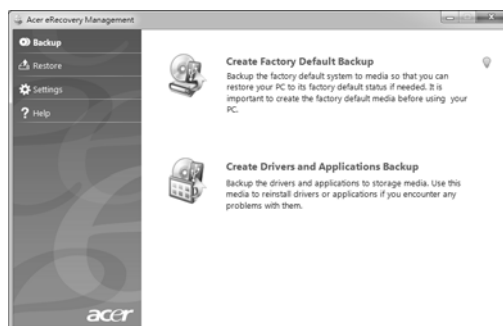 Acer eRecovery Management
Backup
Restore
Settings
Help
Create Factory Default Backup
Backup the factory default system to media so that you can
restore your PC to its factory default status if needed. It is
important to create the factory default media before using your
PC.
Create Drivers and Applications Backup
Backup the drivers and applications to storage media. Use this
media to reinstall drivers or applications if you encounter any
problems with them.
acer